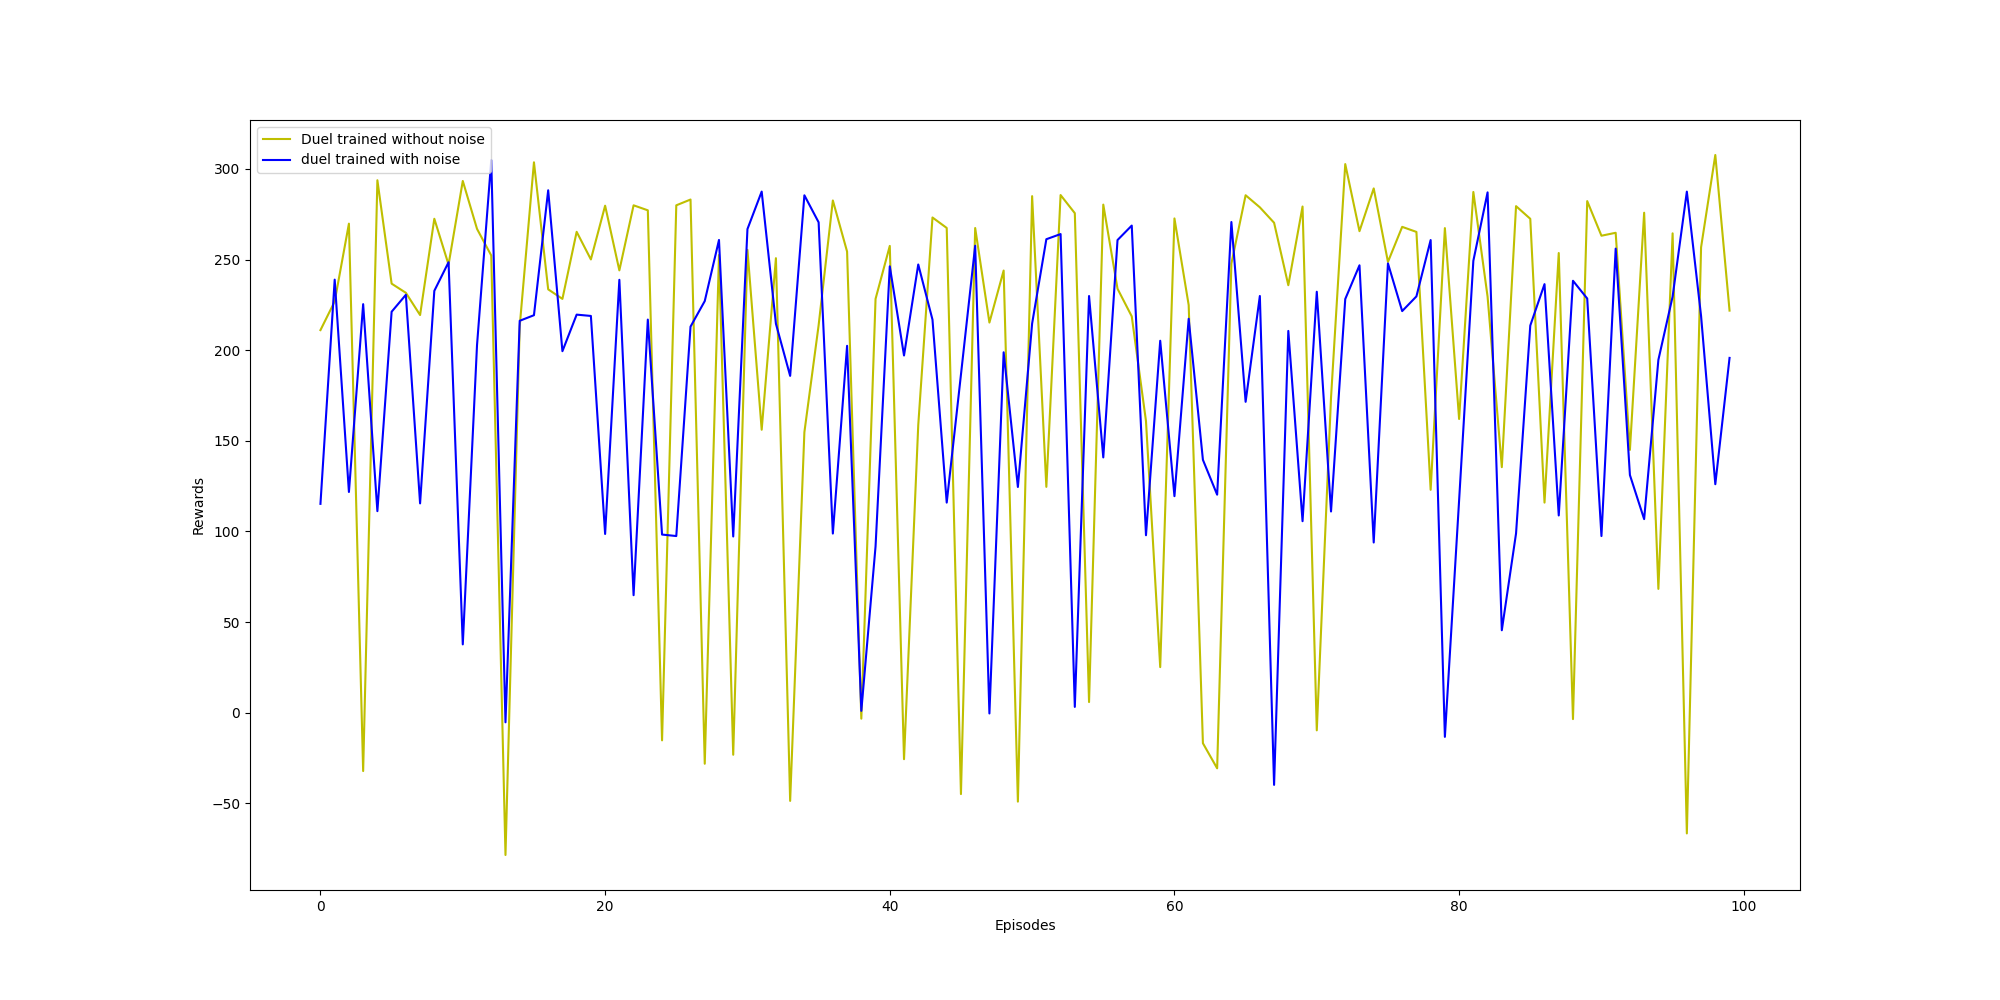 Duel trained without noise
duel trained with noise
300
250
200
150
100
50
0
−50
Rewards
0 20 40 60 80 100
Episodes